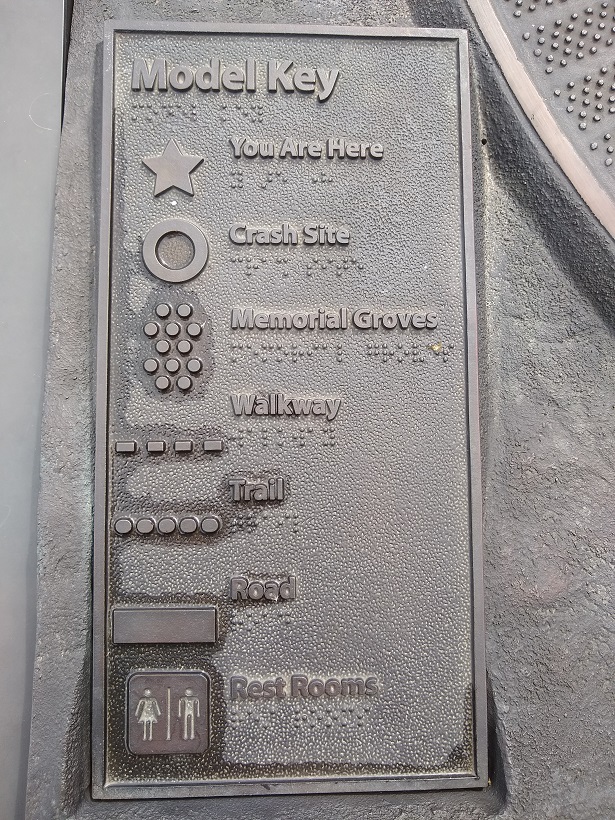 Model Key
You Are Here
Crash Site
Memorial Groves
Walkway
Trail
Road
Rest Rooms